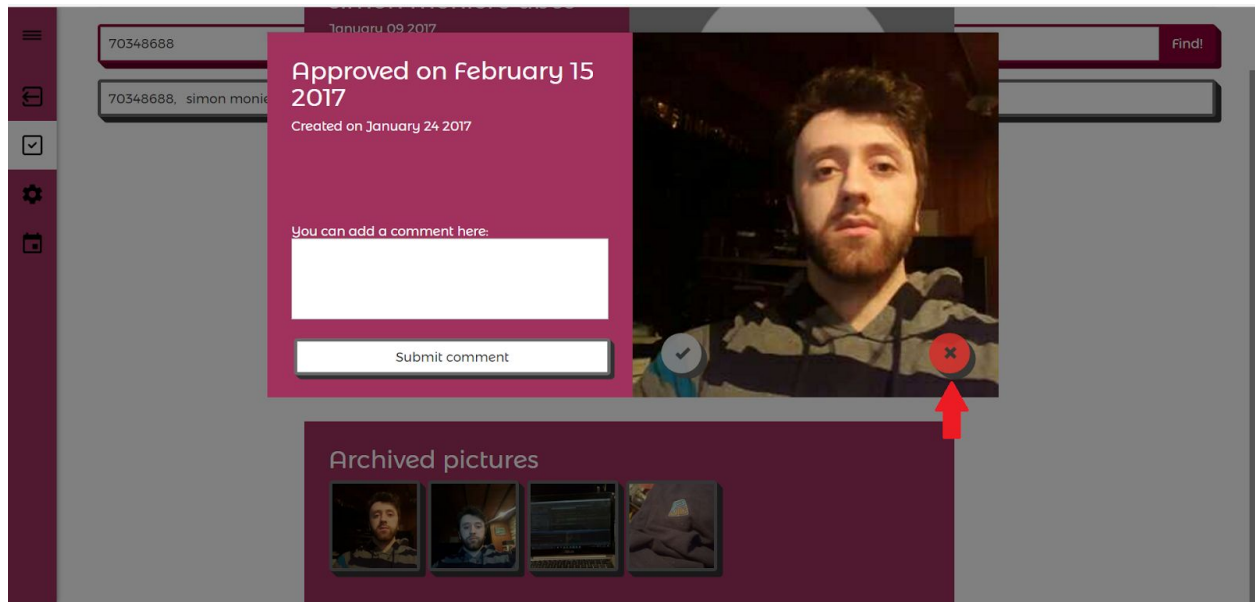 January 09 2017
70348688
Find!
70348688, simon monie
Approved on February 15
2017
Created on January 24 2017
You can add a comment here:
Submit comment
Archived pictures